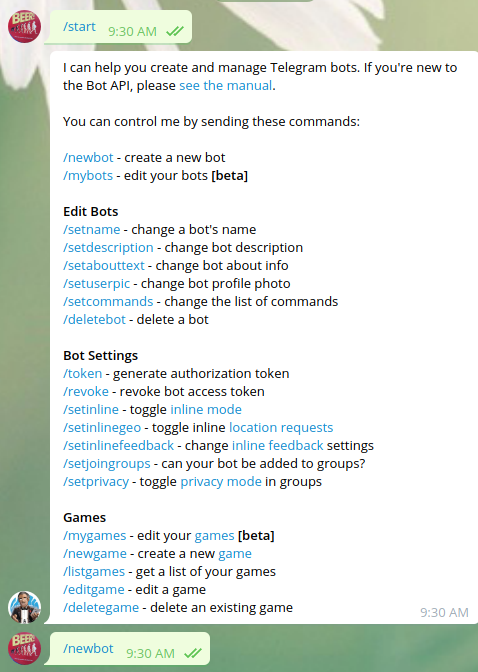 BEER!
/start 9:30 AM
I can help you create and manage Telegram bots. If you're new to
the Bot API, please see the manual.
You can control me by sending these commands:
/newbot - create a new bot
/mybots - edit your bots [beta]
Edit Bots
/setname - change a bot's name
/setdescription - change bot description
/setabouttext - change bot about info
/setuserpic - change bot profile photo
/setcommands - change the list of commands
/deletebot - delete a bot
Bot Settings
/token - generate authorization token
/revoke - revoke bot access token
/setinline - toggle inline mode
/setinlinegeo - toggle inline location requests
/setinlinefeedback - change inline feedback settings
/setjoingroups - can your bot be added to groups?
/setprivacy - toggle privacy mode in groups
Games
/mygames - edit your games [beta]
/newgame - create a new game
/listgames - get a list of your games
/editgame - edit a game
/deletegame - delete an existing game
9:30 AM
BEER!
/newbot 9:30 AM